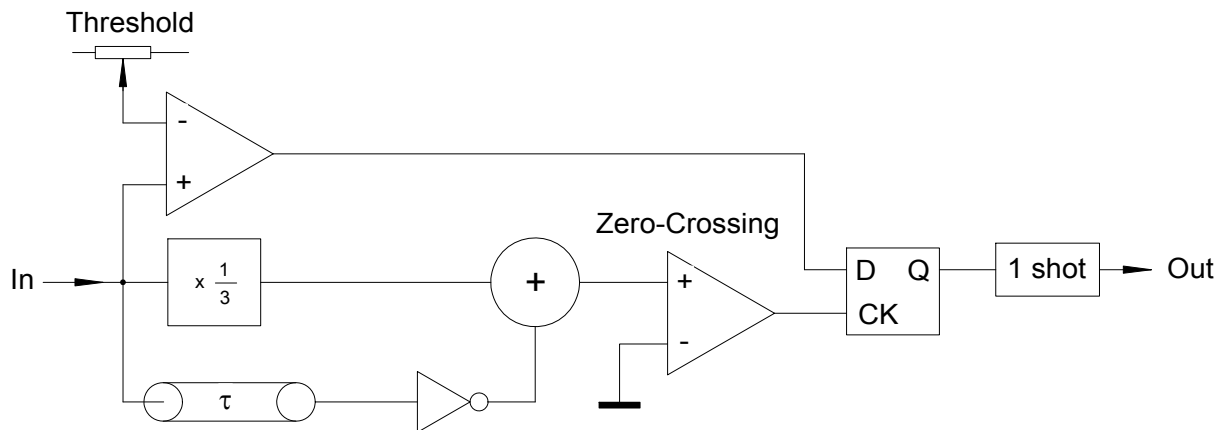 Threshold
-
+
Zero-Crossing
In
x 1/3
+
+
-
D Q
CK
1 shot
Out
τ